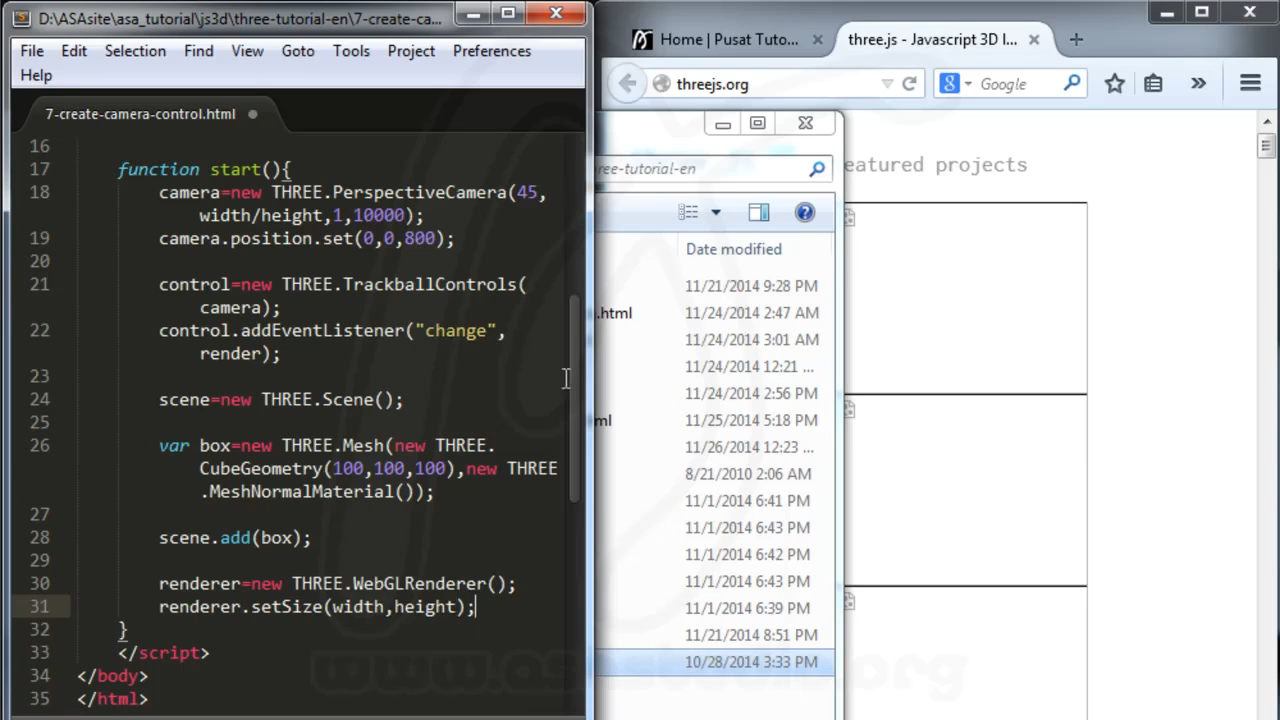 D:\ASAsite\asa_tutorial\js3d\three-tutorial-en\7-create-ca...
File Edit Selection Find View Goto Tools Project Preferences
Help
7-create-camera-control.html
16
17 function start(){
18 camera=new THREE.PerspectiveCamera(45,
width/height,1,10000);
19 camera.position.set(0,0,800);
20
21 control=new THREE.TrackballControls(
camera);
22 control.addEventListener("change",
render);
23
24 scene=new THREE.Scene();
25
26 var box=new THREE.Mesh(new THREE.
CubeGeometry(100,100,100),new THREE
.MeshNormalMaterial());
27
28 scene.add(box);
29
30 renderer=new THREE.WebGLRenderer();
31 renderer.setSize(width,height);
32 }
33 </script>
34 </body>
35 </html>
Home | Pusat Tuto...
three.js - Javascript 3D l...
threejs.org
Google
ree-tutorial-en
eatured projects
Date modified
11/21/2014 9:28 PM
.html 11/24/2014 2:47 AM
11/24/2014 3:01 AM
11/24/2014 12:21 ...
11/24/2014 2:56 PM
ml 11/25/2014 5:18 PM
11/26/2014 12:23 ...
8/21/2010 2:06 AM
11/1/2014 6:41 PM
11/1/2014 6:43 PM
11/1/2014 6:42 PM
11/1/2014 6:43 PM
11/1/2014 6:39 PM
11/21/2014 8:51 PM
10/28/2014 3:33 PM